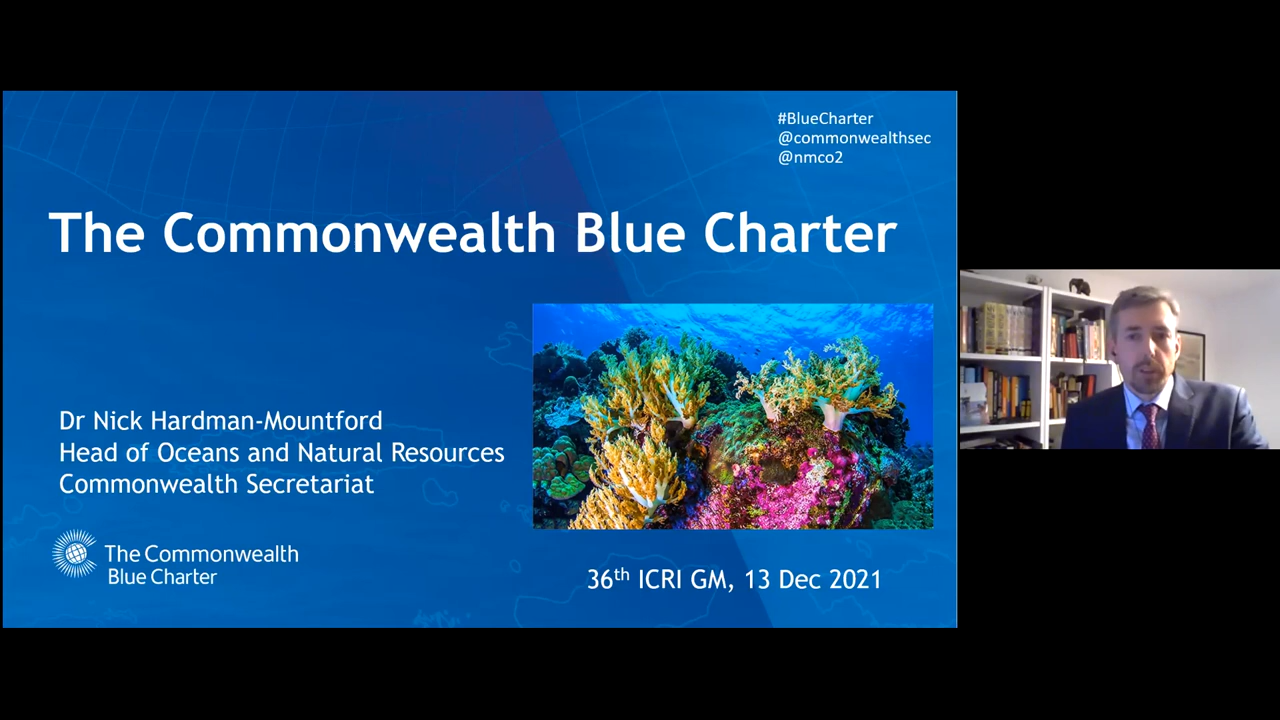 #BlueCharter
@commonwealthsec
@nmco2
The Commonwealth Blue Charter
Dr Nick Hardman-Mountford
Head of Oceans and Natural Resources
Commonwealth Secretariat
The Commonwealth
Blue Charter
36th ICRI GM, 13 Dec 2021